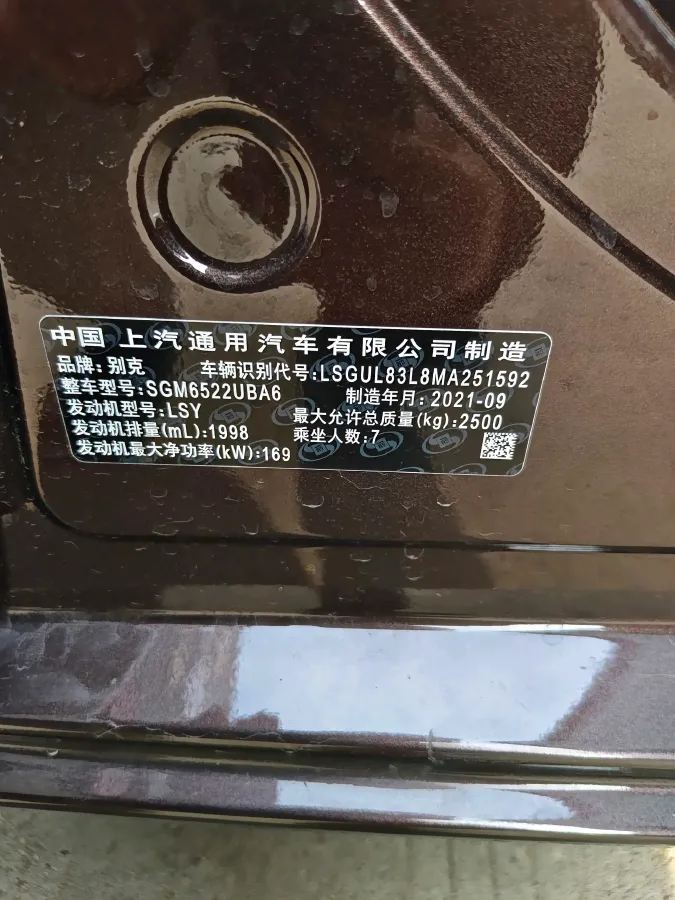 中国 上汽通用汽车有限公司制造
品牌:别克 车辆识别代号:LSGUL83L8MA251592
整车型号:SGM6522UBA6 制造年月:2021-09
发动机型号:LSY 最大允许总质量(kg):2500
发动机排量(mL):1998 乘坐人数:7
发动机最大净功率(kW):169